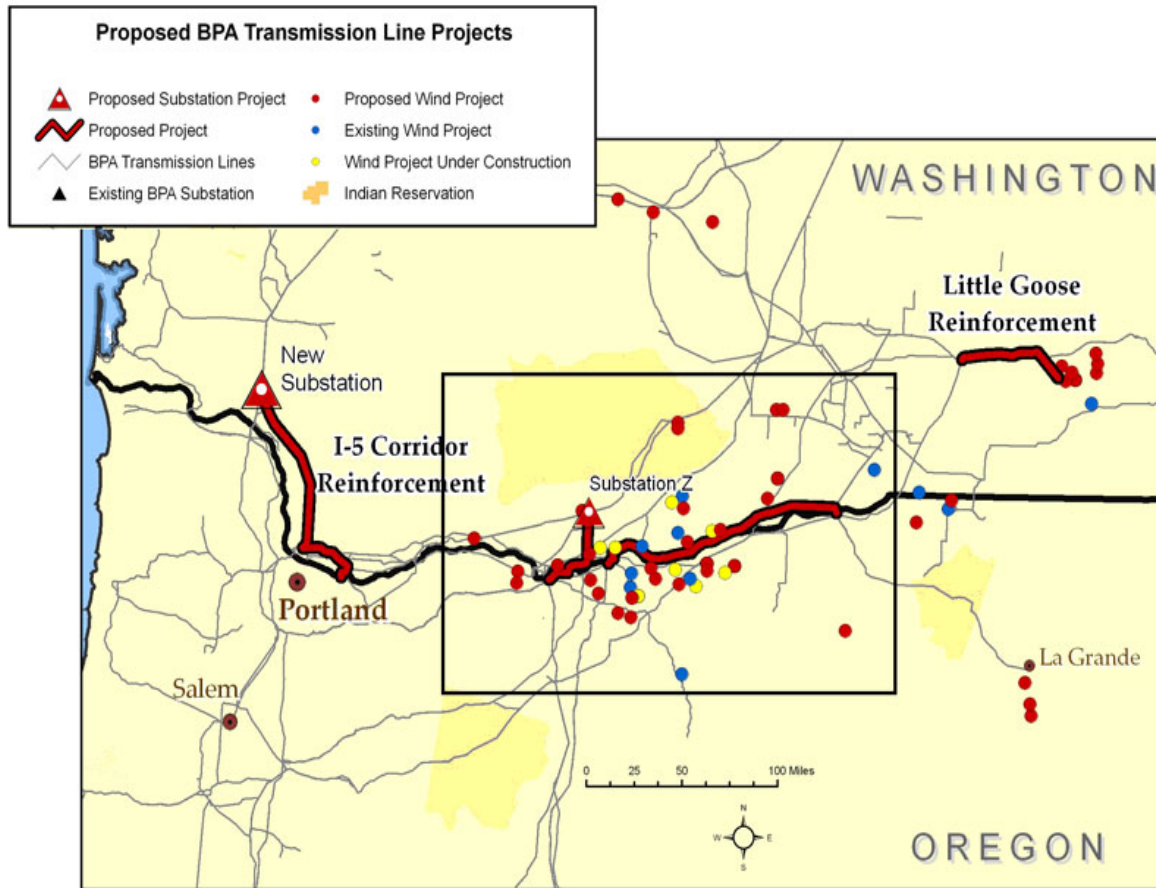 Proposed BPA Transmission Line Projects
Proposed Substation Project
Proposed Wind Project
Proposed Project
Existing Wind Project
BPA Transmission Lines
Wind Project Under Construction
Existing BPA Substation
Indian Reservation
WASHINGTON
Little Goose
Reinforcement
New
Substation
I-5 Corridor
Reinforcement
Substation Z
Portland
La Grande
Salem
0 25 50 100 Miles
N
W E
S
OREGON